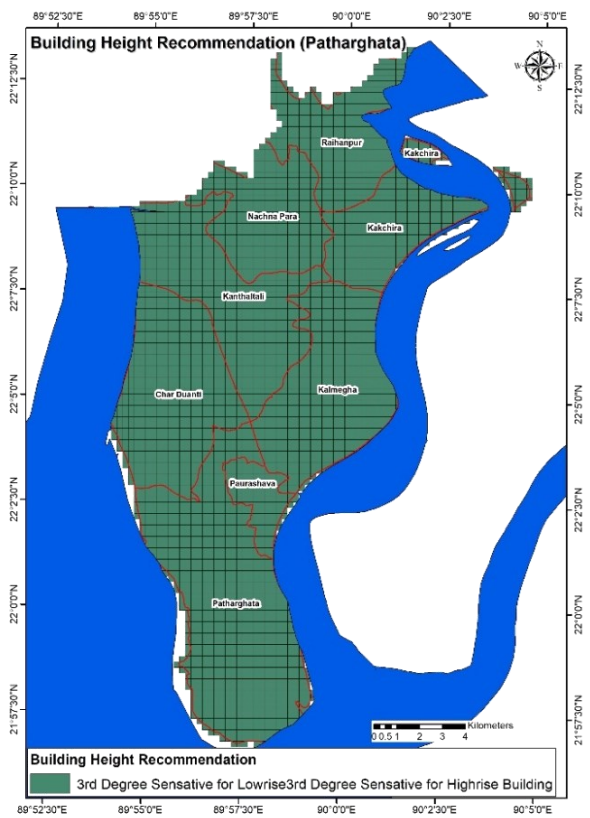 89°52'30"E 89°55'0"E 89°57'30"E 90°0'0"E 90°2'30"E 90°5'0"E
Building Height Recommendation (Patharghata)
N
W E
S
22°12'30"N 22°12'30"N
Raihanpur
Kakchira
22°10'0"N 22°10'0"N
Nachna Para
Kakchira
22°7'30"N 22°7'30"N
Kanthaltali
Char Duanti
Kalmegha
22°5'0"N 22°5'0"N
Paurashava
22°2'30"N 22°2'30"N
Patharghata
22°0'0"N 22°0'0"N
21°57'30"N 21°57'30"N
Kilometers
0 0.5 1 2 3 4
Building Height Recommendation
3rd Degree Sensative for Lowrise3rd Degree Sensative for Highrise Building
89°52'30"E 89°55'0"E 89°57'30"E 90°0'0"E 90°2'30"E 90°5'0"E